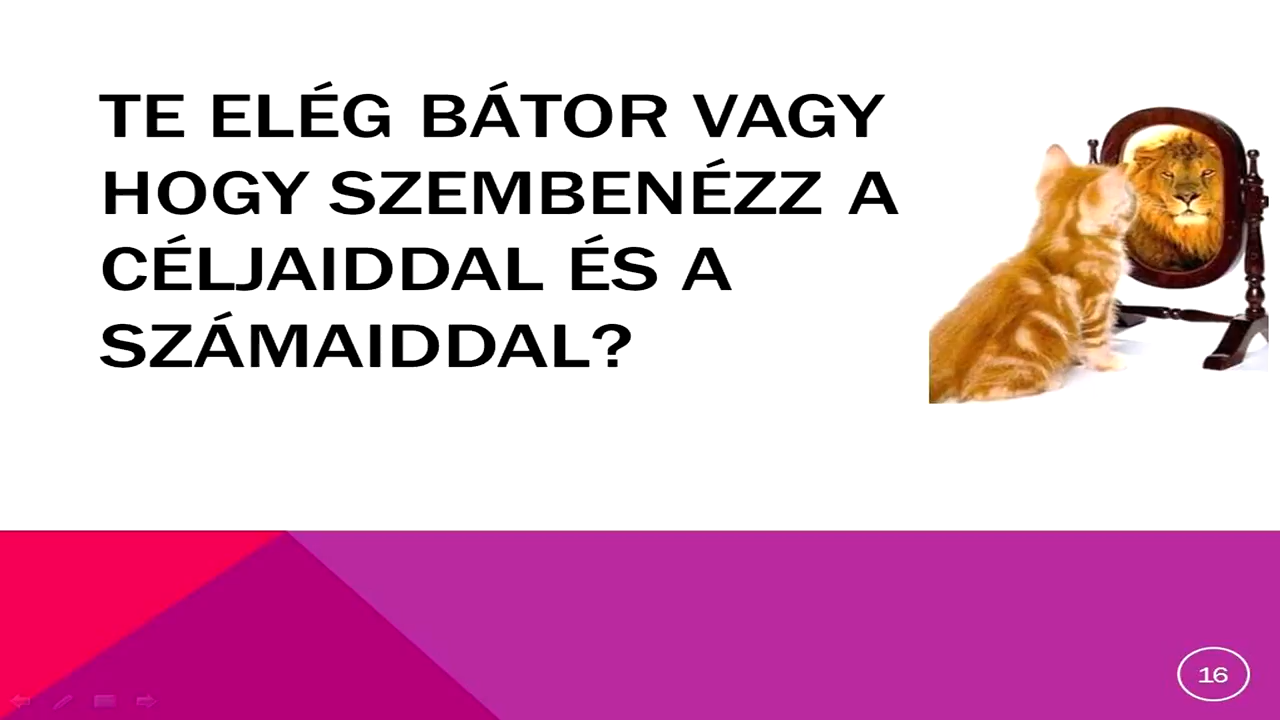 TE ELÉG BÁTOR VAGY
HOGY SZEMBENÉZZ A
CÉLJAIDDAL ÉS A
SZÁMAIDDAL?
16